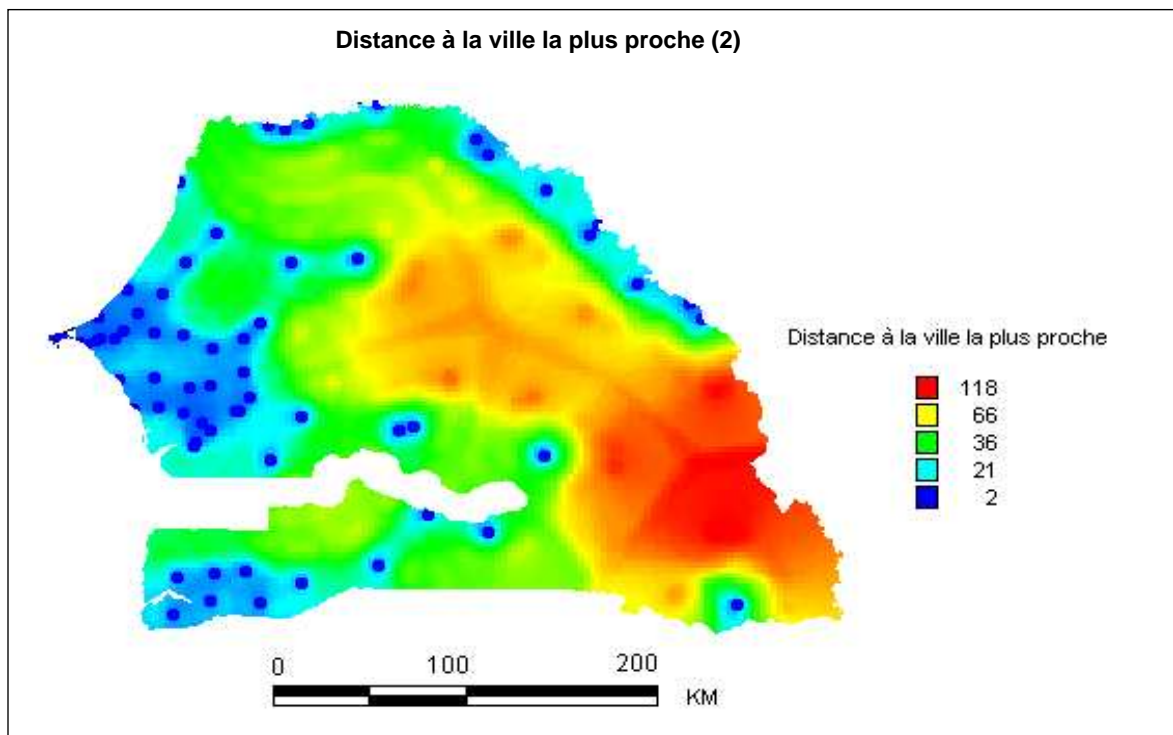 Distance à la ville la plus proche (2)
Distance à la ville la plus proche
118
66
36
21
2
0 100 200
KM